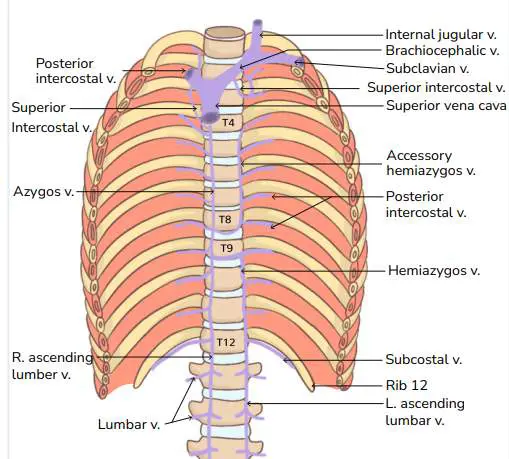 Internal jugular v.
Brachiocephalic v.
Subclavian v.
Superior intercostal v.
Superior vena cava
Accessory
hemiazygos v.
Posterior
intercostal v.
Hemiazygos v.
Subcostal v.
Rib 12
L. ascending
lumbar v.
Posterior
intercostal v.
Superior
Intercostal v.
Azygos v.
R. ascending
lumber v.
Lumbar v.
T4
T8
T9
T12